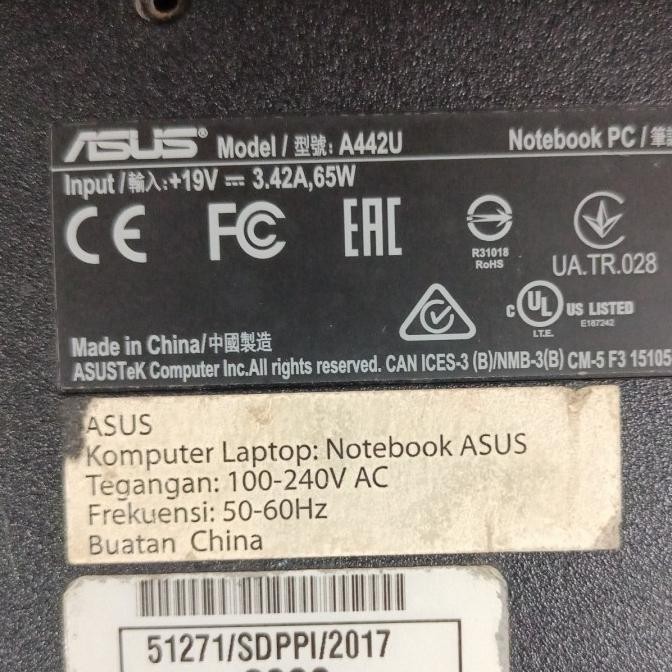 ASUS® Model / 型號: A442U Notebook PC / 筆
Input / 輸入: +19V ⎓ 3.42A,65W
CE FC EAC
R31018
RoHS
UA.TR.028
C UL US LISTED
I.T.E. E187242
Made in China/中國製造
ASUSTeK Computer Inc.All rights reserved. CAN ICES-3 (B)/NMB-3(B) CM-5 F3 15105
ASUS
Komputer Laptop: Notebook ASUS
Tegangan: 100-240V AC
Frekuensi: 50-60Hz
Buatan China
51271/SDPPI/2017